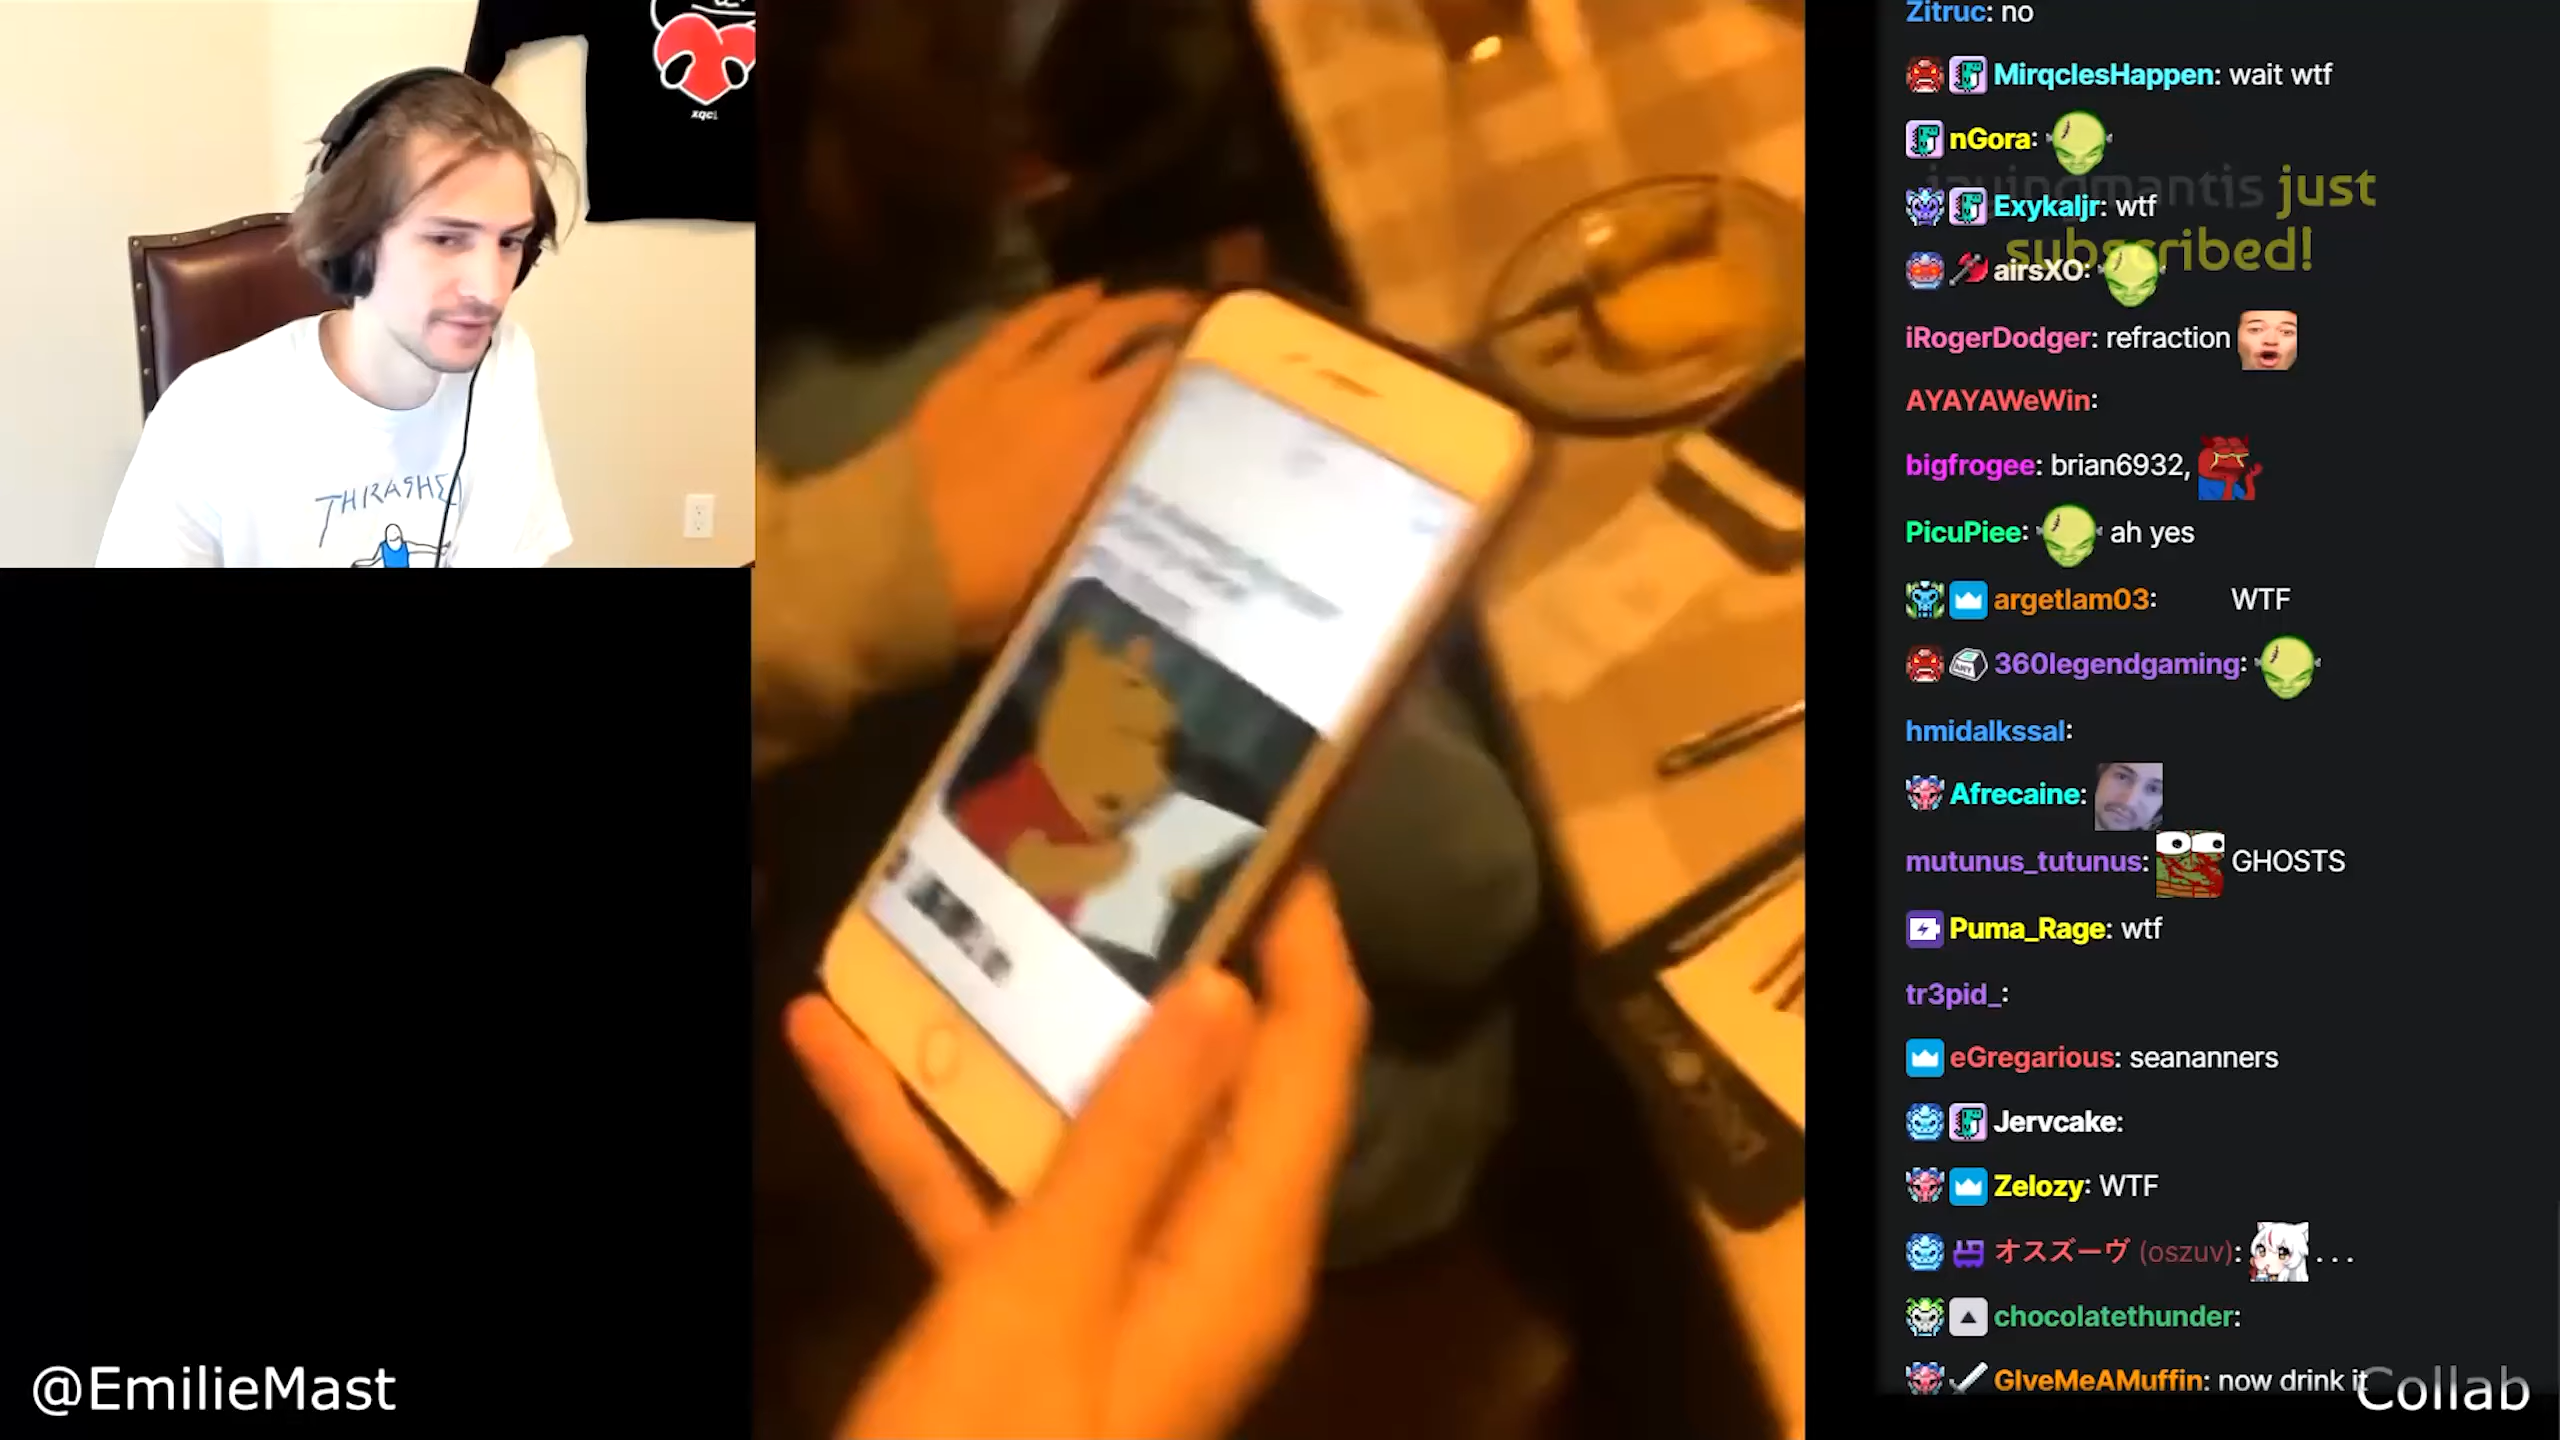 xqc
THRASHE
@EmilieMast
Zitruc: no
MirqclesHappen: wait wtf
nGora:
just
subscribed!
Exykaljr: wtf
airsXO:
iRogerDodger: refraction
AYAYAWeWin:
bigfrogee: brian6932,
PicuPiee: ah yes
argetlam03: WTF
360legendgaming:
hmidalkssal:
Afrecaine:
mutunus_tutunus: GHOSTS
Puma_Rage: wtf
tr3pid_:
eGregarious: seananners
Jervcake:
Zelozy: WTF
オスズーヴ (oszuv): ...
chocolatethunder:
GIveMeAMuffin: now drink it
Collab